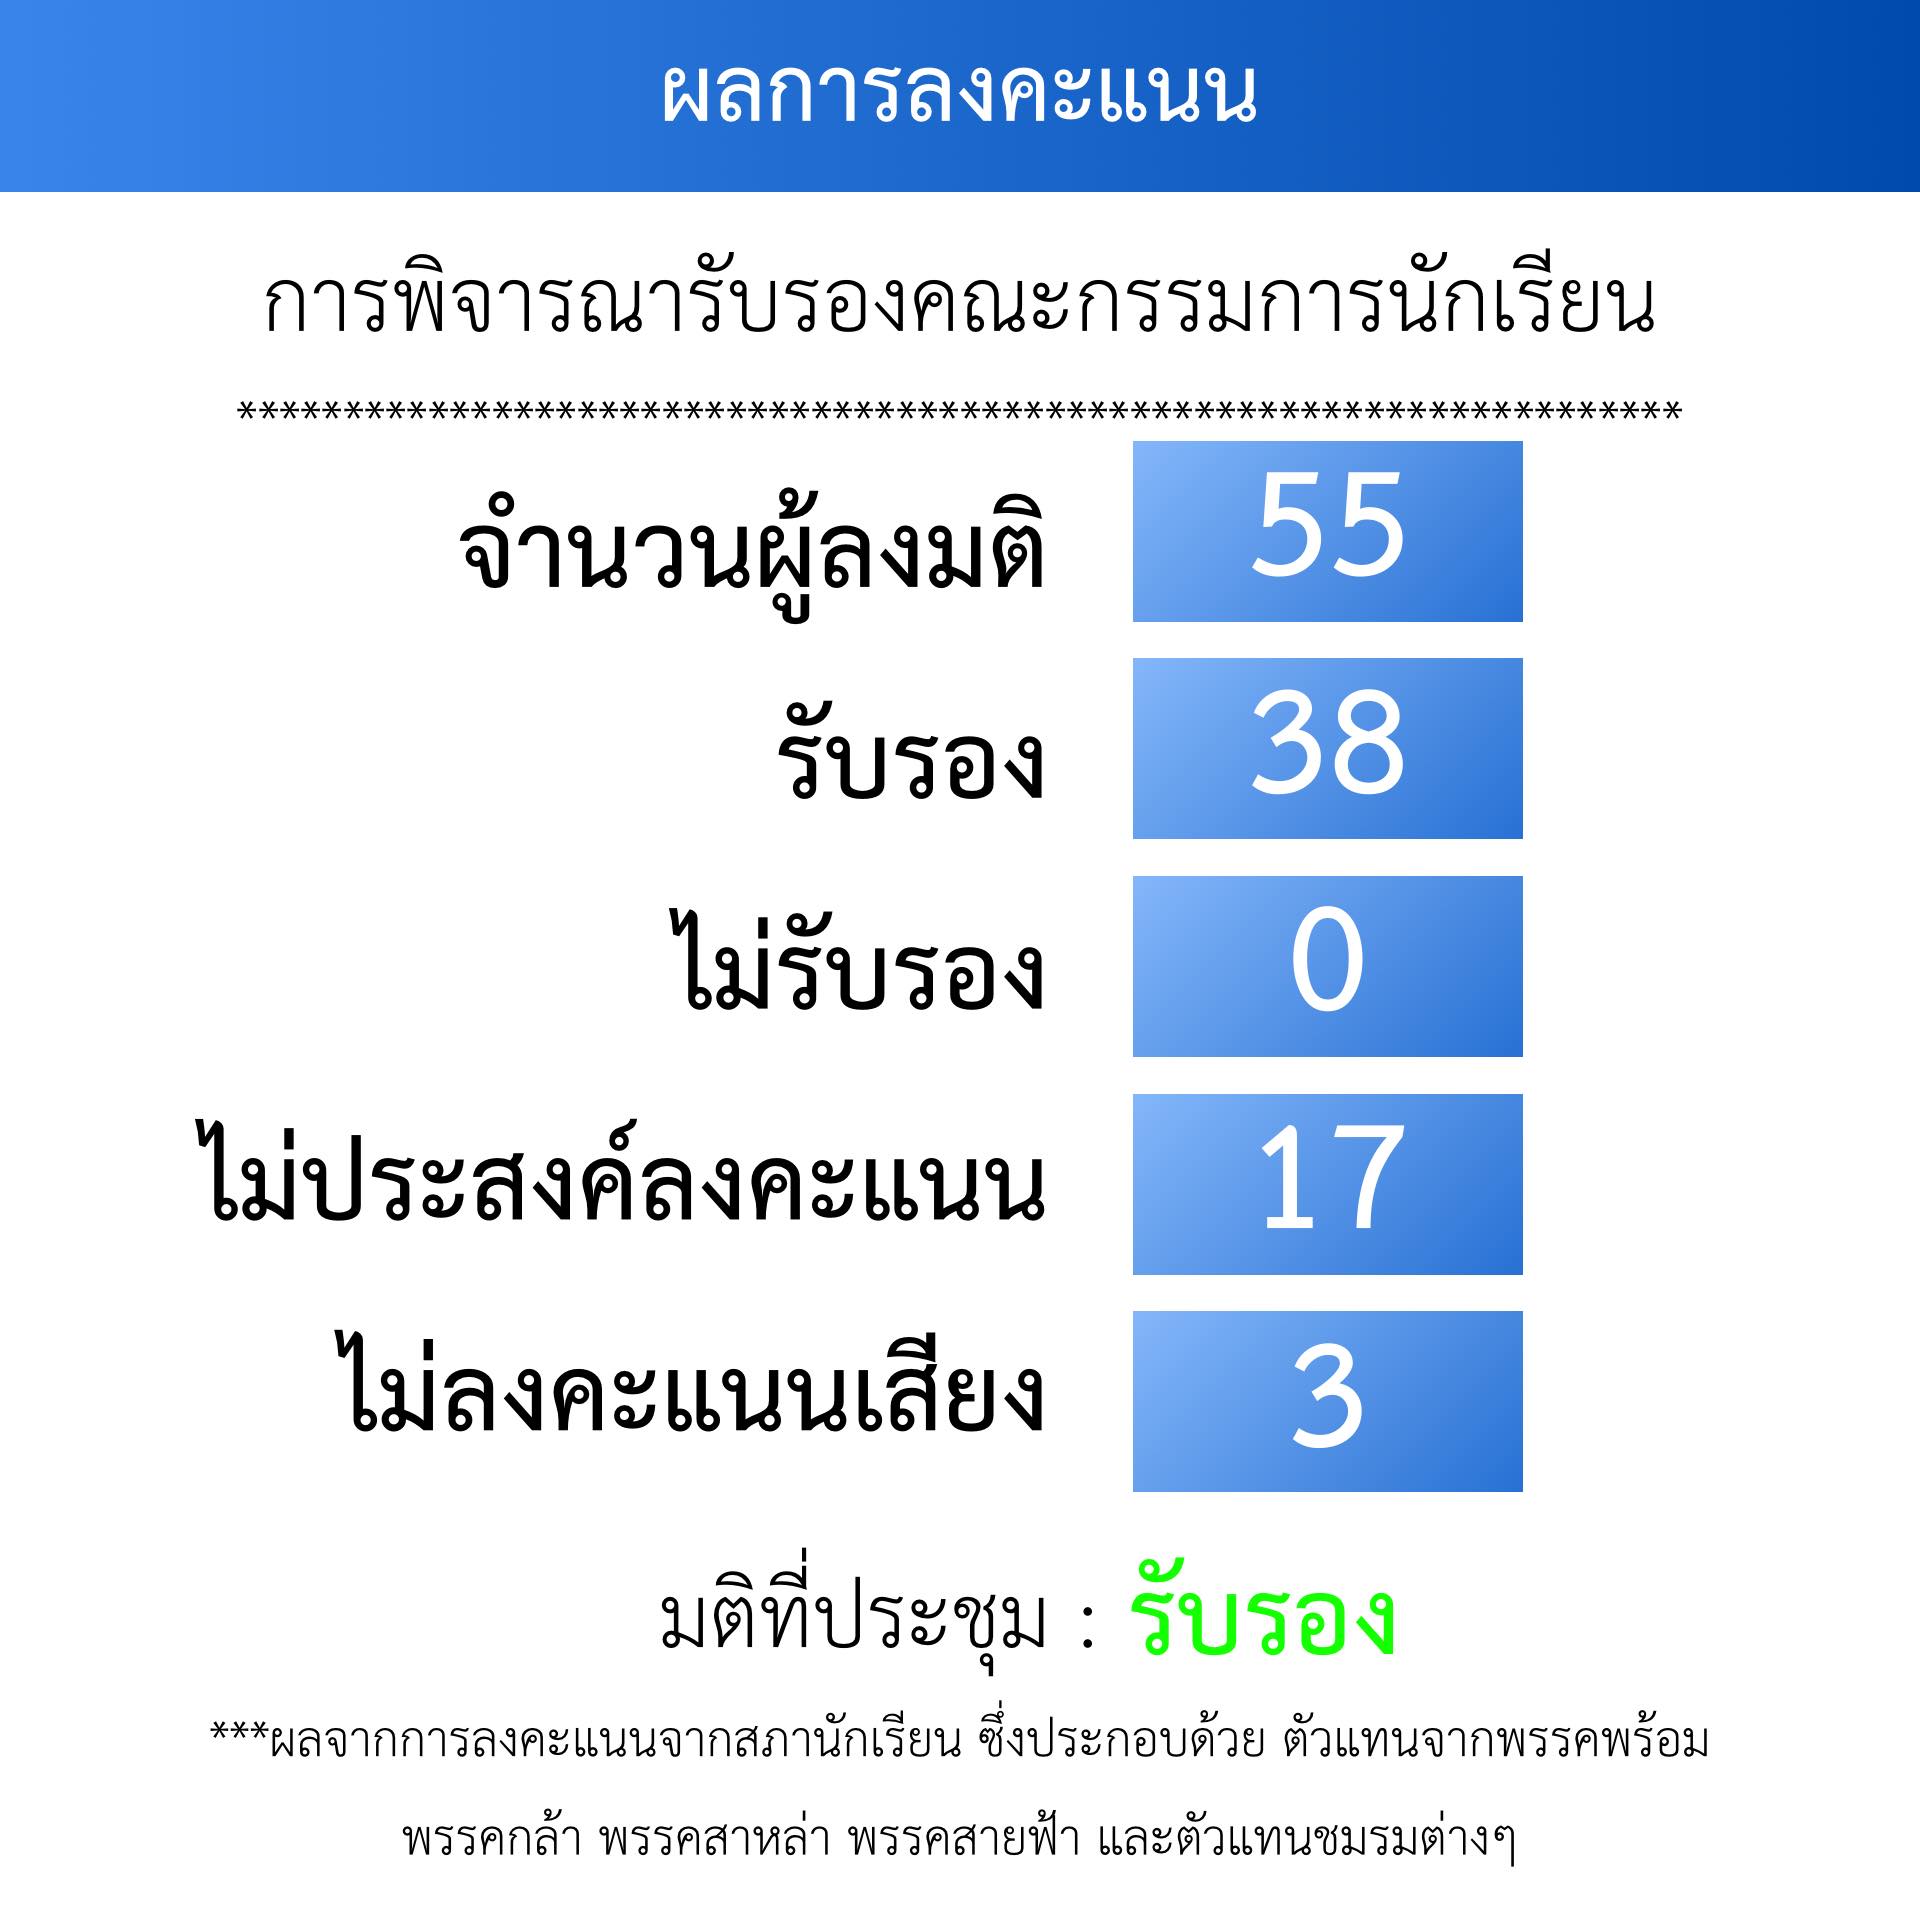 ผลการลงคะแนน
การพิจารณารับรองคณะกรรมการนักเรียน
********************************************************************
จำนวนผู้ลงมติ 55
รับรอง 38
ไม่รับรอง 0
ไม่ประสงค์ลงคะแนน 17
ไม่ลงคะแนนเสียง 3
มติที่ประชุม : รับรอง
***ผลจากการลงคะแนนจากสภานักเรียน ซึ่งประกอบด้วย ตัวแทนจากพรรคพร้อม
พรรคกล้า พรรคสาหล่า พรรคสายฟ้า และตัวแทนชมรมต่างๆ